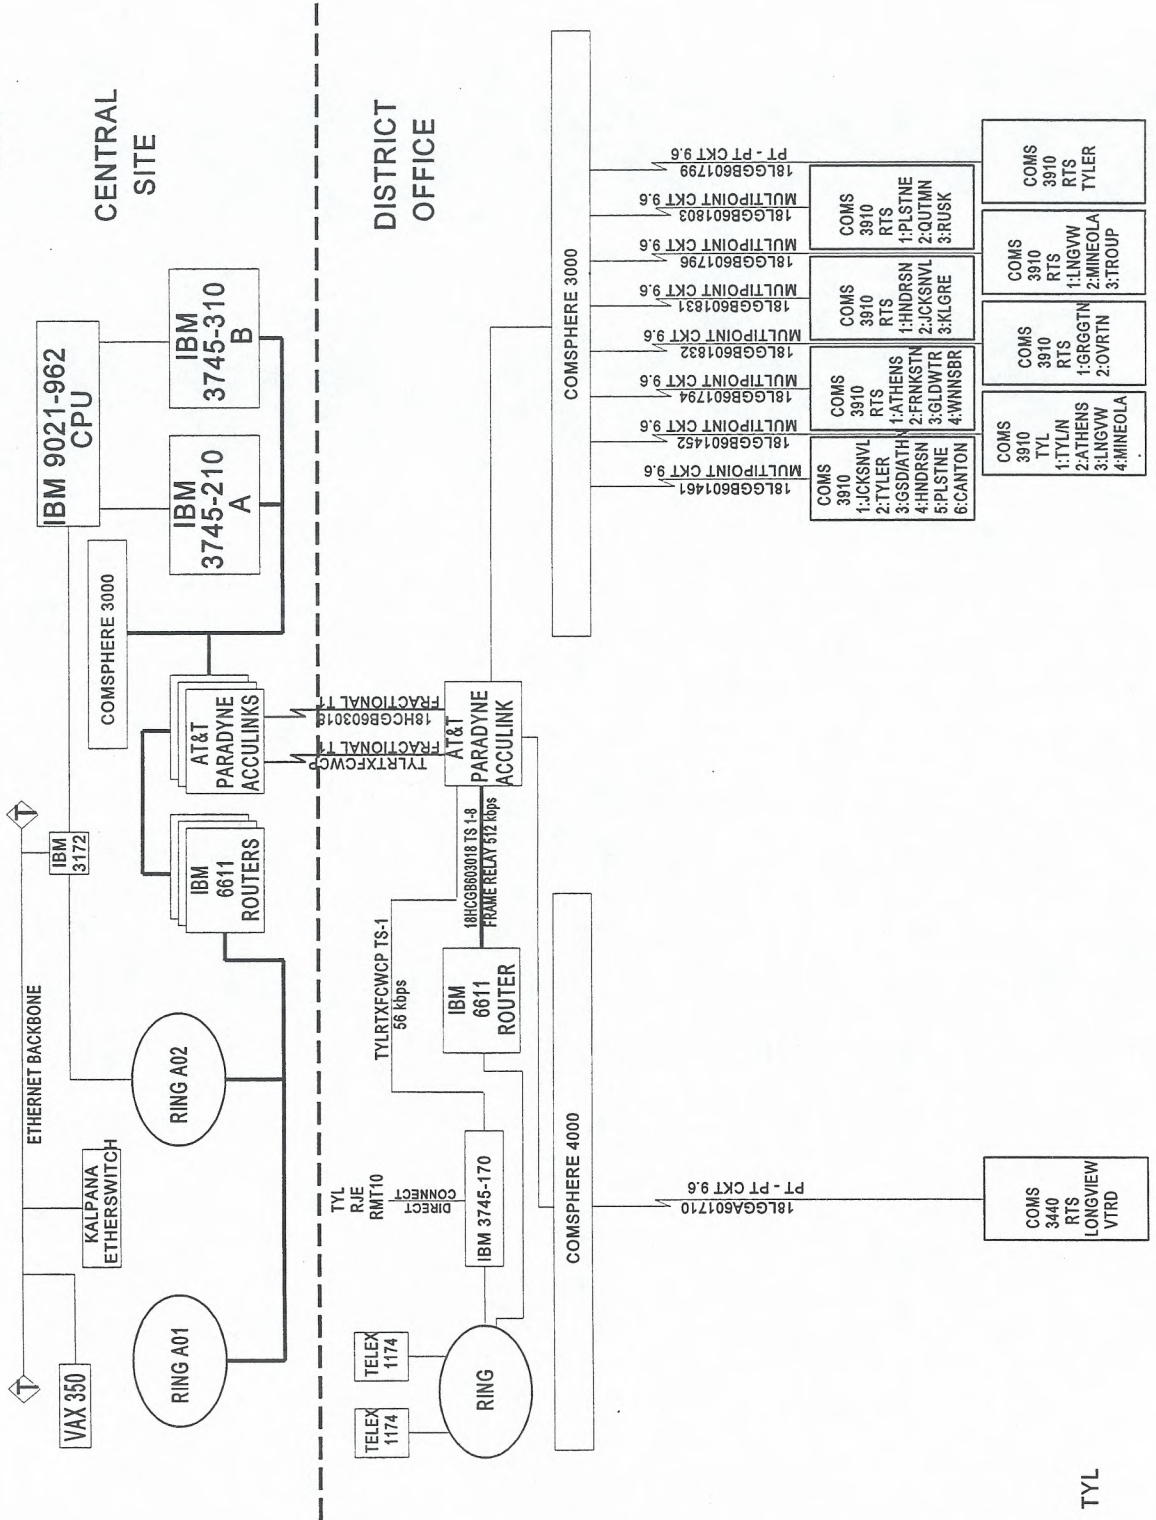 CENTRAL
SITE
IBM 9021-962
CPU
IBM
3745-310
B
IBM
3745-210
A
COMSPHERE 3000
AT&T
PARADYNE
ACCULINKS
IBM
6611
ROUTERS
IBM
3172
T
T
ETHERNET BACKBONE
KALPANA
ETHERSWITCH
VAX 350
RING A02
RING A01
DISTRICT
OFFICE
TYLRTXFCWCP
FRACTIONAL T1
18HCGB603018
FRACTIONAL T1
AT&T
PARADYNE
ACCULINK
18HCGB603018 TS 1-8
FRAME RELAY 512 kbps
TYLRTXFCWCP TS-1
56 kbps
IBM
6611
ROUTER
TYL
RJE
RMT10
DIRECT
CONNECT
IBM 3745-170
TELEX
1174
TELEX
1174
RING
COMSPHERE 4000
18LGGA601710
PT - PT CKT 9.6
COMS
3440
RTS
LONGVIEW
VTRD
COMSPHERE 3000
18LGGB601461
MULTIPOINT CKT 9.6
18LGGB601452
MULTIPOINT CKT 9.6
18LGGB601794
MULTIPOINT CKT 9.6
18LGGB601832
MULTIPOINT CKT 9.6
18LGGB601831
MULTIPOINT CKT 9.6
18LGGB601796
MULTIPOINT CKT 9.6
18LGGB601803
MULTIPOINT CKT 9.6
18LGGB601799
PT - PT CKT 9.6
COMS
3910
1:JCKSNVL
2:TYLER
3:GSD/ATHN
4:HNDRSN
5:PLSTNE
6:CANTON
COMS
3910
TYL
1:TYL/N
2:ATHENS
3:LNGVW
4:MINEOLA
COMS
3910
RTS
1:ATHENS
2:FRNKSTN
3:GLDWTR
4:WNNSBR
COMS
3910
RTS
1:GRGGTN
2:OVRTN
COMS
3910
RTS
1:HNDRSN
2:JCKSNVL
3:KLGRE
COMS
3910
RTS
1:LNGVW
2:MINEOLA
3:TROUP
COMS
3910
RTS
1:PLSTNE
2:QUTMN
3:RUSK
COMS
3910
RTS
TYLER
TYL